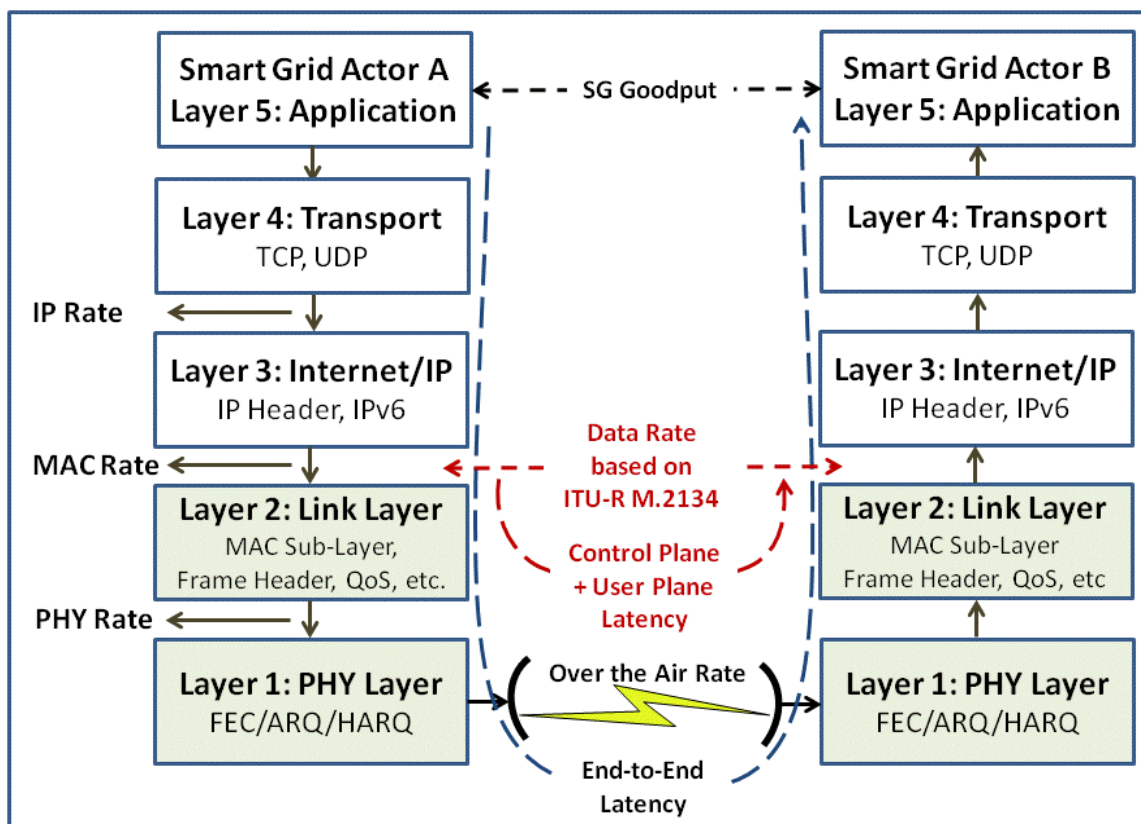 Smart Grid Actor A
Layer 5: Application
Layer 4: Transport
TCP, UDP
IP Rate
Layer 3: Internet/IP
IP Header, IPv6
MAC Rate
Layer 2: Link Layer
MAC Sub-Layer,
Frame Header, QoS, etc.
PHY Rate
Layer 1: PHY Layer
FEC/ARQ/HARQ
SG Goodput
Data Rate
based on
ITU-R M.2134
Control Plane
+ User Plane
Latency
Over the Air Rate
End-to-End
Latency
Smart Grid Actor B
Layer 5: Application
Layer 4: Transport
TCP, UDP
Layer 3: Internet/IP
IP Header, IPv6
Layer 2: Link Layer
MAC Sub-Layer
Frame Header, QoS, etc
Layer 1: PHY Layer
FEC/ARQ/HARQ